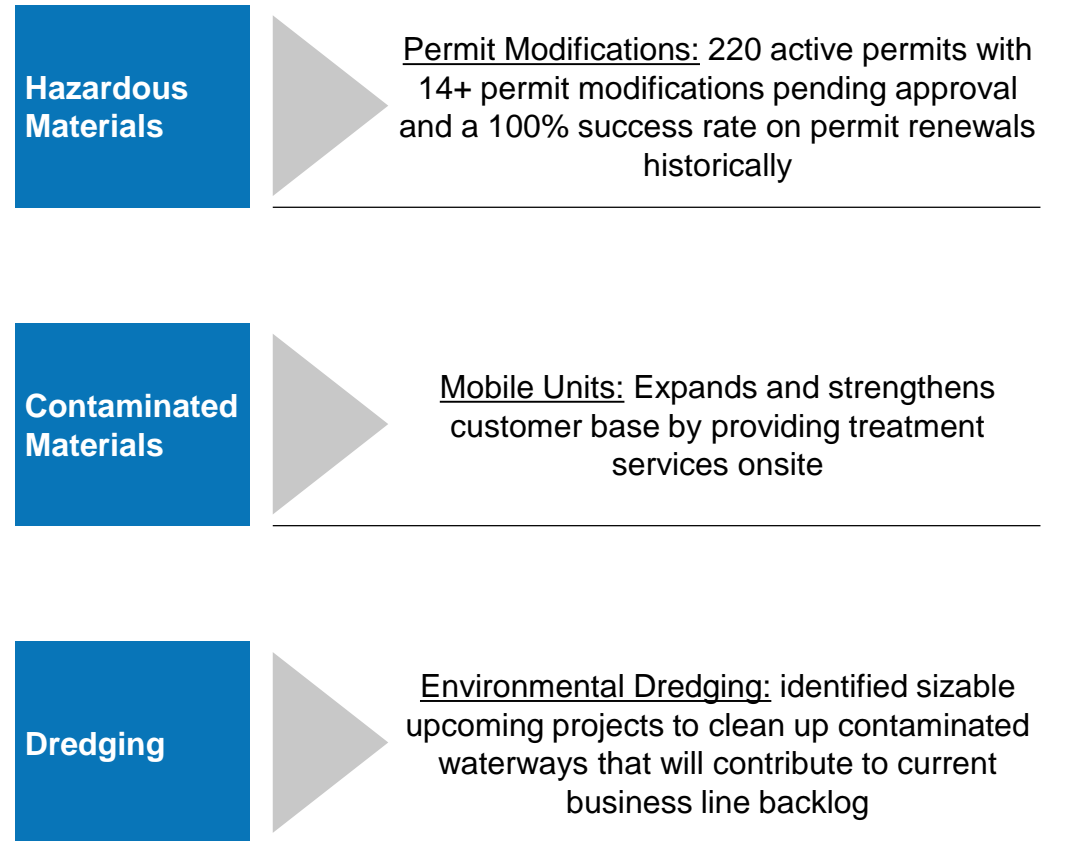 Hazardous
Materials
Permit Modifications: 220 active permits with
14+ permit modifications pending approval
and a 100% success rate on permit renewals
historically
Contaminated
Materials
Mobile Units: Expands and strengthens
customer base by providing treatment
services onsite
Dredging
Environmental Dredging: identified sizable
upcoming projects to clean up contaminated
waterways that will contribute to current
business line backlog